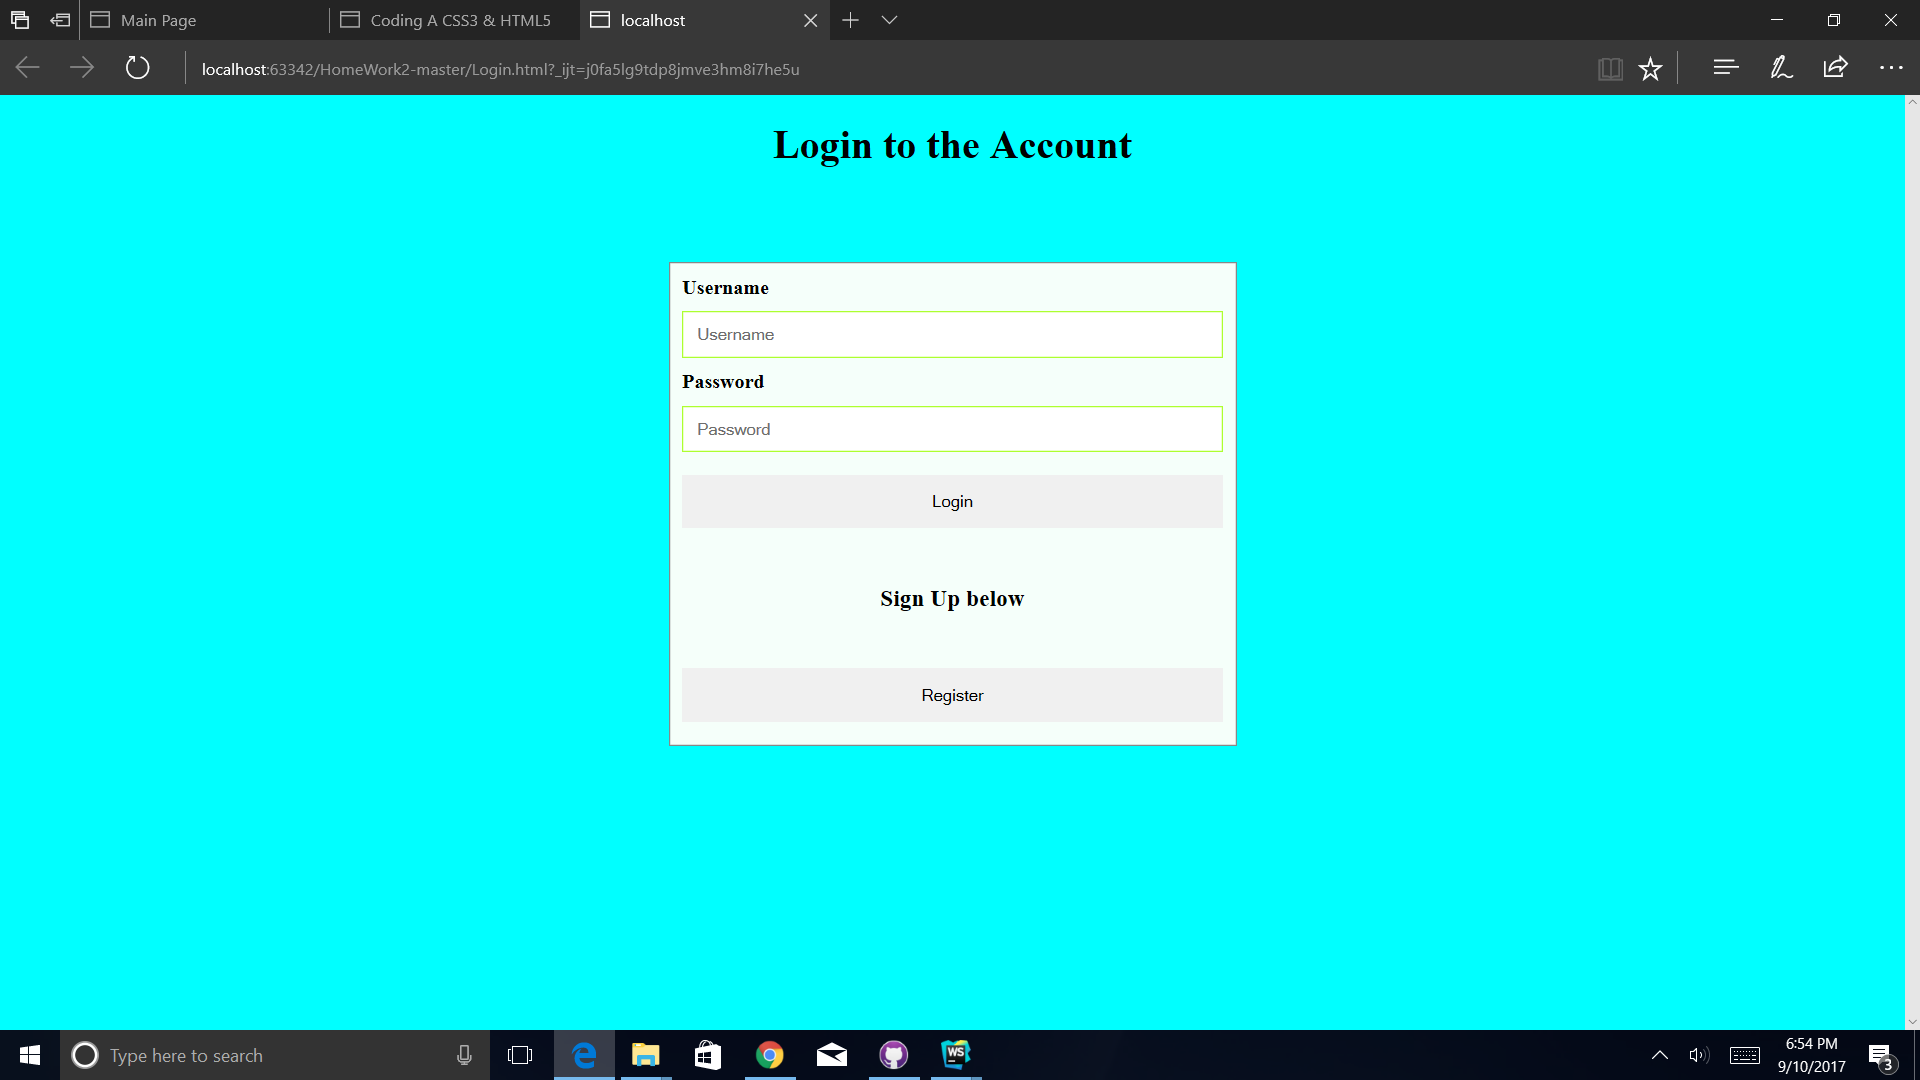 Main Page
Coding A CSS3 & HTML5
localhost
localhost:63342/HomeWork2-master/Login.html?_ijt=j0fa5lg9tdp8jmve3hm8i7he5u
Login to the Account
Username
Username
Password
Password
Login
Sign Up below
Register
Type here to search
WS
6:54 PM
9/10/2017
3